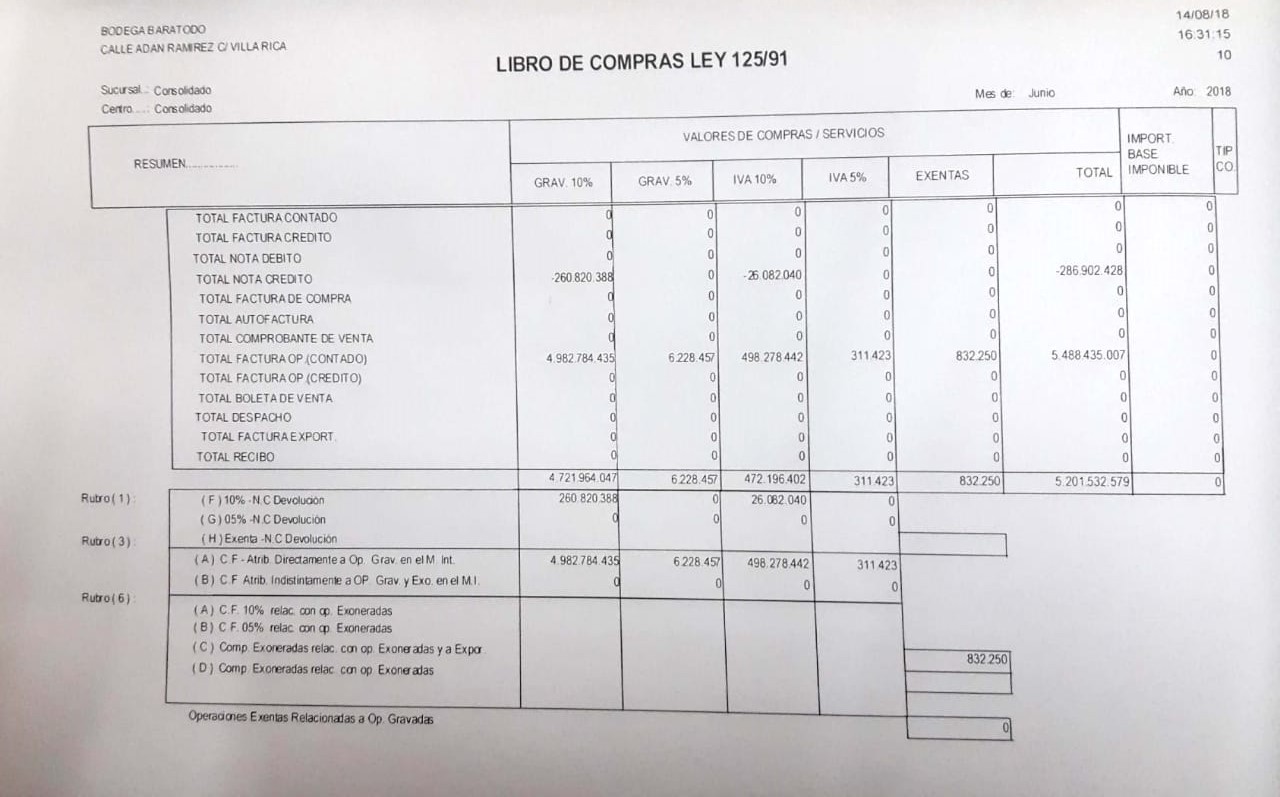 BODEGA BARATODO
CALLE ADAN RAMIREZ C/ VILLA RICA
14/08/18
16:31:15
10
LIBRO DE COMPRAS LEY 125/91
Sucursal..: Consolidado
Centro.....: Consolidado
Mes de: Junio Año: 2018
RESUMEN..................
VALORES DE COMPRAS / SERVICIOS
IMPORT. BASE IMPONIBLE
TIP CO.
GRAV. 10% GRAV. 5% IVA 10% IVA 5% EXENTAS TOTAL
TOTAL FACTURA CONTADO 0 0 0 0 0 0 0
TOTAL FACTURA CREDITO 0 0 0 0 0 0 0
TOTAL NOTA DEBITO 0 0 0 0 0 0 0
TOTAL NOTA CREDITO -260.820.388 0 -26.082.040 0 0 -286.902.428 0
TOTAL FACTURA DE COMPRA 0 0 0 0 0 0 0
TOTAL AUTOFACTURA 0 0 0 0 0 0 0
TOTAL COMPROBANTE DE VENTA 0 0 0 0 0 0 0
TOTAL FACTURA OP.(CONTADO) 4.982.784.435 6.228.457 498.278.442 311.423 832.250 5.488.435.007 0
TOTAL FACTURA OP.(CREDITO) 0 0 0 0 0 0 0
TOTAL BOLETA DE VENTA 0 0 0 0 0 0 0
TOTAL DESPACHO 0 0 0 0 0 0 0
TOTAL FACTURA EXPORT. 0 0 0 0 0 0 0
TOTAL RECIBO 0 0 0 0 0 0 0
4.721.964.047 6.228.457 472.196.402 311.423 832.250 5.201.532.579 0
Rubro ( 1 ) : ( F ) 10% -N.C Devolución 260.820.388 0 26.082.040 0
( G ) 05% -N.C Devolución 0 0 0 0
( H ) Exenta -N.C Devolución
Rubro ( 3 ) :
( A ) C.F - Atrib. Directamente a Op. Grav. en el M. Int. 4.982.784.435 6.228.457 498.278.442 311.423
( B ) C.F Atrib. Indistintamente a OP. Grav. y Exo. en el M.I. 0 0 0 0
Rubro ( 6 ) :
( A ) C.F. 10% relac. con op. Exoneradas
( B ) C.F. 05% relac. con op. Exoneradas
( C ) Comp. Exoneradas relac. con op. Exoneradas y a Expor 832.250
( D ) Comp. Exoneradas relac. con op. Exoneradas
Operaciones Exentas Relacionadas a Op. Gravadas 0